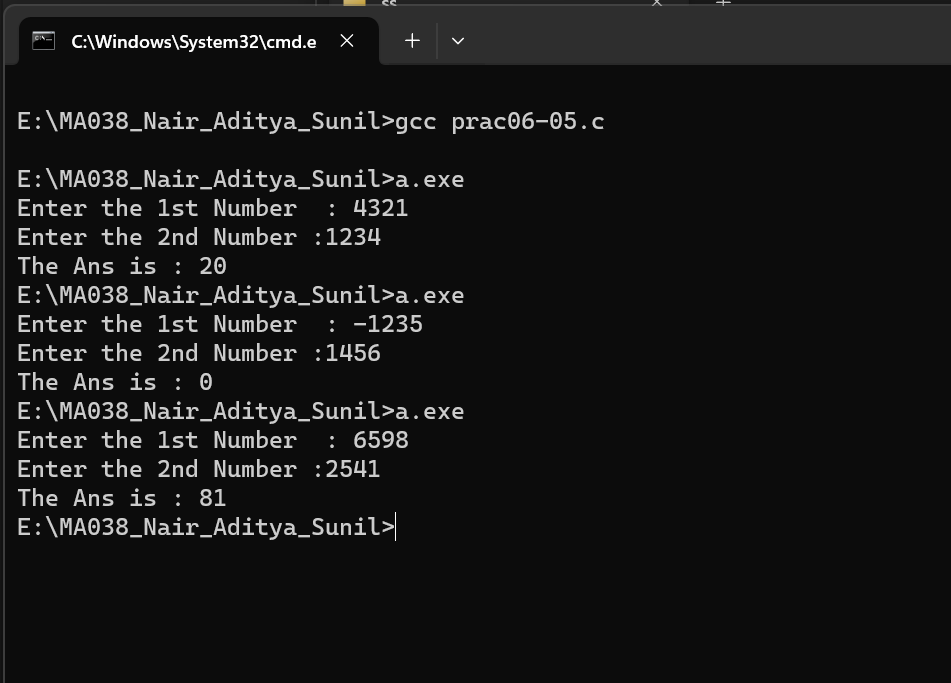 C:\Windows\System32\cmd.e
E:\MA038_Nair_Aditya_Sunil>gcc prac06-05.c
E:\MA038_Nair_Aditya_Sunil>a.exe
Enter the 1st Number  : 4321
Enter the 2nd Number :1234
The Ans is : 20
E:\MA038_Nair_Aditya_Sunil>a.exe
Enter the 1st Number  : -1235
Enter the 2nd Number :1456
The Ans is : 0
E:\MA038_Nair_Aditya_Sunil>a.exe
Enter the 1st Number  : 6598
Enter the 2nd Number :2541
The Ans is : 81
E:\MA038_Nair_Aditya_Sunil>